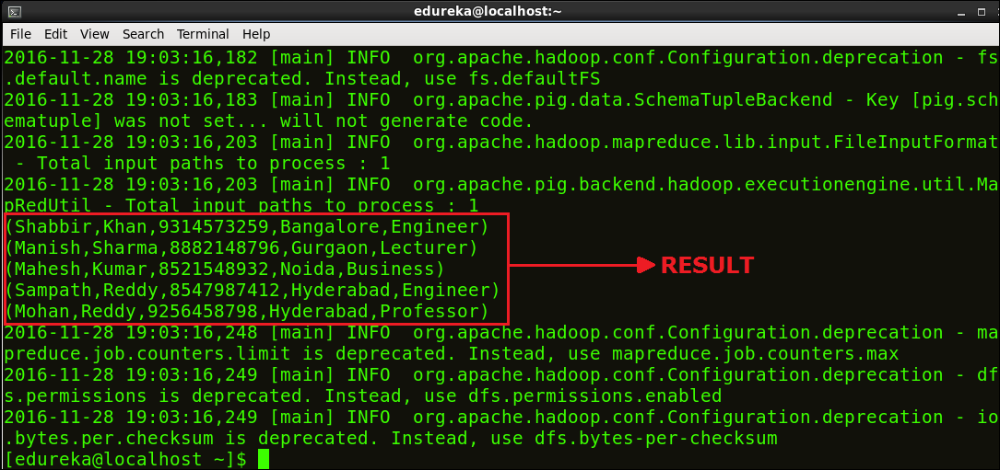 edureka@localhost:~
File Edit View Search Terminal Help
2016-11-28 19:03:16,182 [main] INFO  org.apache.hadoop.conf.Configuration.deprecation - fs
.default.name is deprecated. Instead, use fs.defaultFS
2016-11-28 19:03:16,183 [main] INFO  org.apache.pig.data.SchemaTupleBackend - Key [pig.sch
ematuple] was not set... will not generate code.
2016-11-28 19:03:16,203 [main] INFO  org.apache.hadoop.mapreduce.lib.input.FileInputFormat
 - Total input paths to process : 1
2016-11-28 19:03:16,203 [main] INFO  org.apache.pig.backend.hadoop.executionengine.util.Ma
pRedUtil - Total input paths to process : 1
(Shabbir,Khan,9314573259,Bangalore,Engineer)
(Manish,Sharma,8882148796,Gurgaon,Lecturer)
(Mahesh,Kumar,8521548932,Noida,Business)
RESULT
(Sampath,Reddy,8547987412,Hyderabad,Engineer)
(Mohan,Reddy,9256458798,Hyderabad,Professor)
2016-11-28 19:03:16,248 [main] INFO  org.apache.hadoop.conf.Configuration.deprecation - ma
preduce.job.counters.limit is deprecated. Instead, use mapreduce.job.counters.max
2016-11-28 19:03:16,249 [main] INFO  org.apache.hadoop.conf.Configuration.deprecation - df
s.permissions is deprecated. Instead, use dfs.permissions.enabled
2016-11-28 19:03:16,249 [main] INFO  org.apache.hadoop.conf.Configuration.deprecation - io
.bytes.per.checksum is deprecated. Instead, use dfs.bytes-per-checksum
[edureka@localhost ~]$